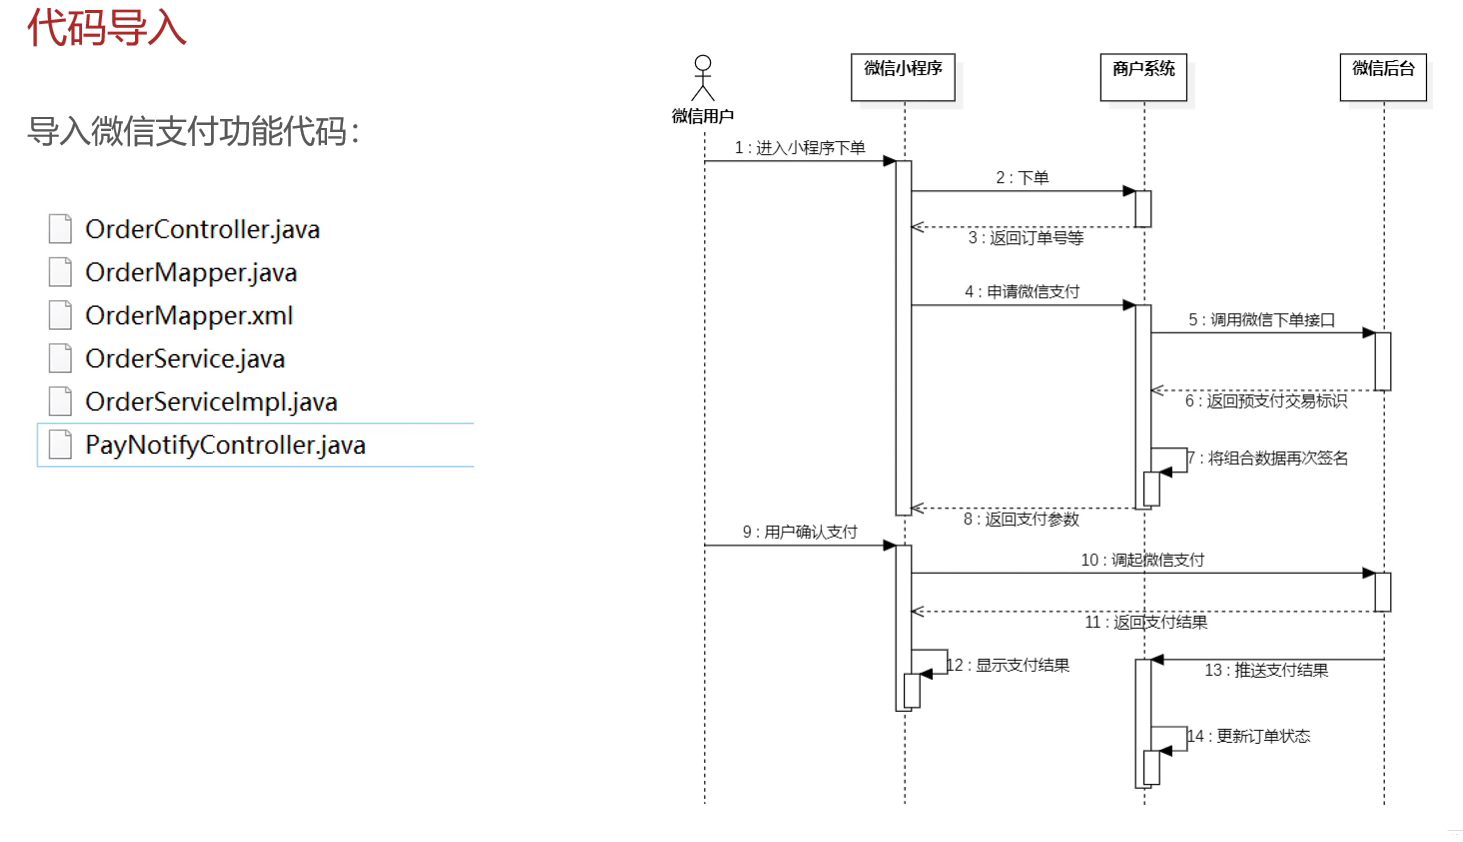 代码导入
导入微信支付功能代码：
OrderController.java
OrderMapper.java
OrderMapper.xml
OrderService.java
OrderServiceImpl.java
PayNotifyController.java
微信用户
微信小程序
商户系统
微信后台
1 : 进入小程序下单
2 : 下单
3 : 返回订单号等
4 : 申请微信支付
5 : 调用微信下单接口
6 : 返回预支付交易标识
7 : 将组合数据再次签名
8 : 返回支付参数
9 : 用户确认支付
10 : 调起微信支付
11 : 返回支付结果
12 : 显示支付结果
13 : 推送支付结果
14 : 更新订单状态